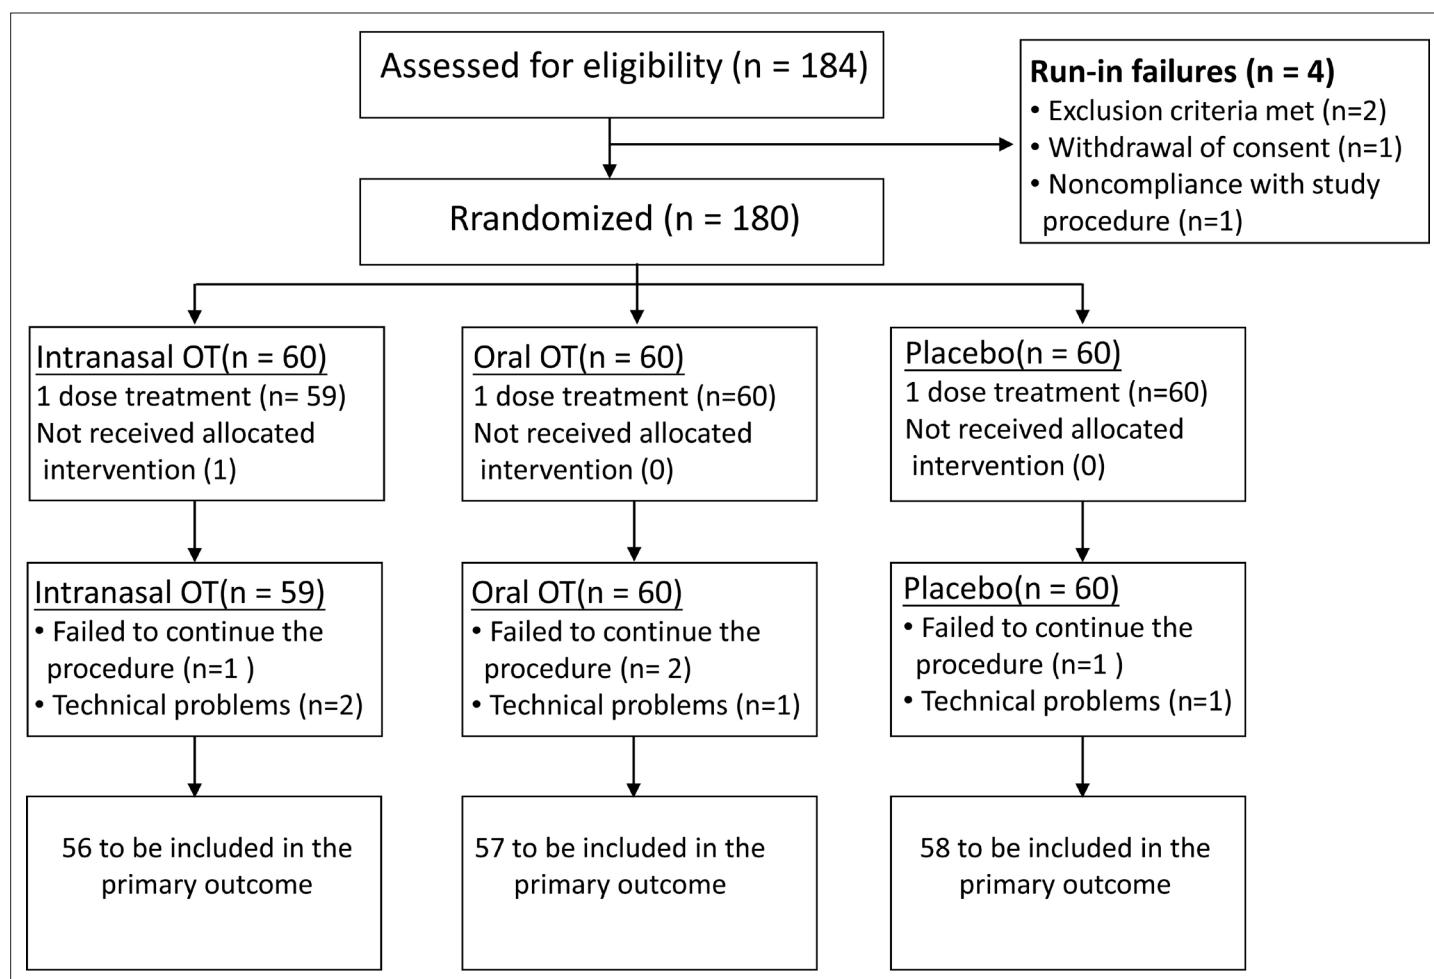 Assessed for eligibility (n = 184)
Run-in failures (n = 4)
• Exclusion criteria met (n=2)
• Withdrawal of consent (n=1)
• Noncompliance with study
procedure (n=1)
Rrandomized (n = 180)
Intranasal OT(n = 60)
1 dose treatment (n= 59)
Not received allocated
intervention (1)
Oral OT(n = 60)
1 dose treatment (n=60)
Not received allocated
intervention (0)
Placebo(n = 60)
1 dose treatment (n=60)
Not received allocated
intervention (0)
Intranasal OT(n = 59)
• Failed to continue the
procedure (n=1 )
• Technical problems (n=2)
Oral OT(n = 60)
• Failed to continue the
procedure (n= 2)
• Technical problems (n=1)
Placebo(n = 60)
• Failed to continue the
procedure (n=1 )
• Technical problems (n=1)
56 to be included in the
primary outcome
57 to be included in the
primary outcome
58 to be included in the
primary outcome